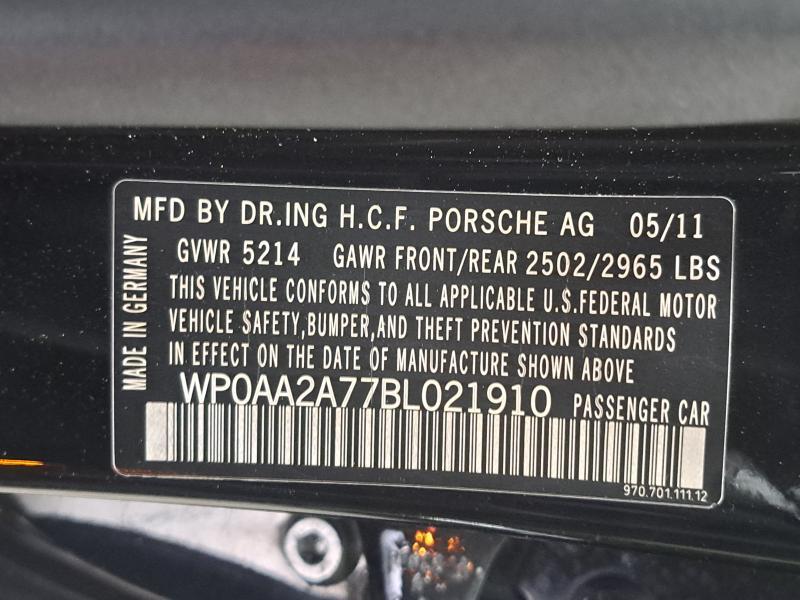 MFD BY DR.ING H.C.F. PORSCHE AG 05/11
GVWR 5214 GAWR FRONT/REAR 2502/2965 LBS
THIS VEHICLE CONFORMS TO ALL APPLICABLE U.S.FEDERAL MOTOR
VEHICLE SAFETY,BUMPER,AND THEFT PREVENTION STANDARDS
IN EFFECT ON THE DATE OF MANUFACTURE SHOWN ABOVE
WP0AA2A77BL021910 PASSENGER CAR
970.701.111.12
MADE IN GERMANY